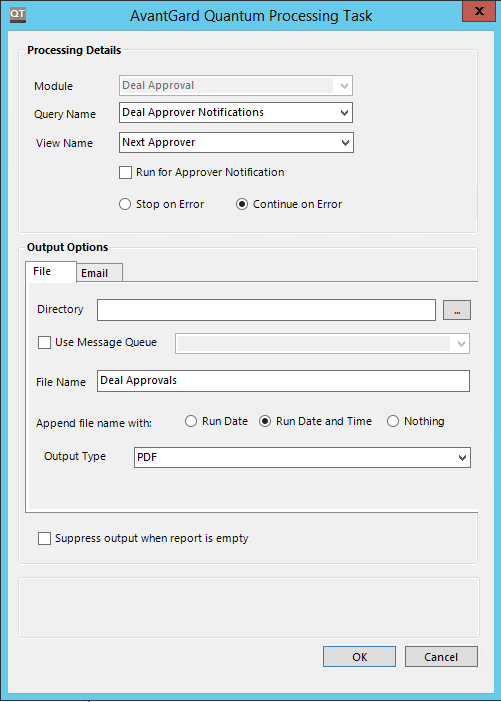 QT AvantGard Quantum Processing Task X
Processing Details
Module Deal Approval
Query Name Deal Approver Notifications
View Name Next Approver
Run for Approver Notification
Stop on Error Continue on Error
Output Options
File Email
Directory ...
Use Message Queue
File Name Deal Approvals
Append file name with: Run Date Run Date and Time Nothing
Output Type PDF
Suppress output when report is empty
OK Cancel